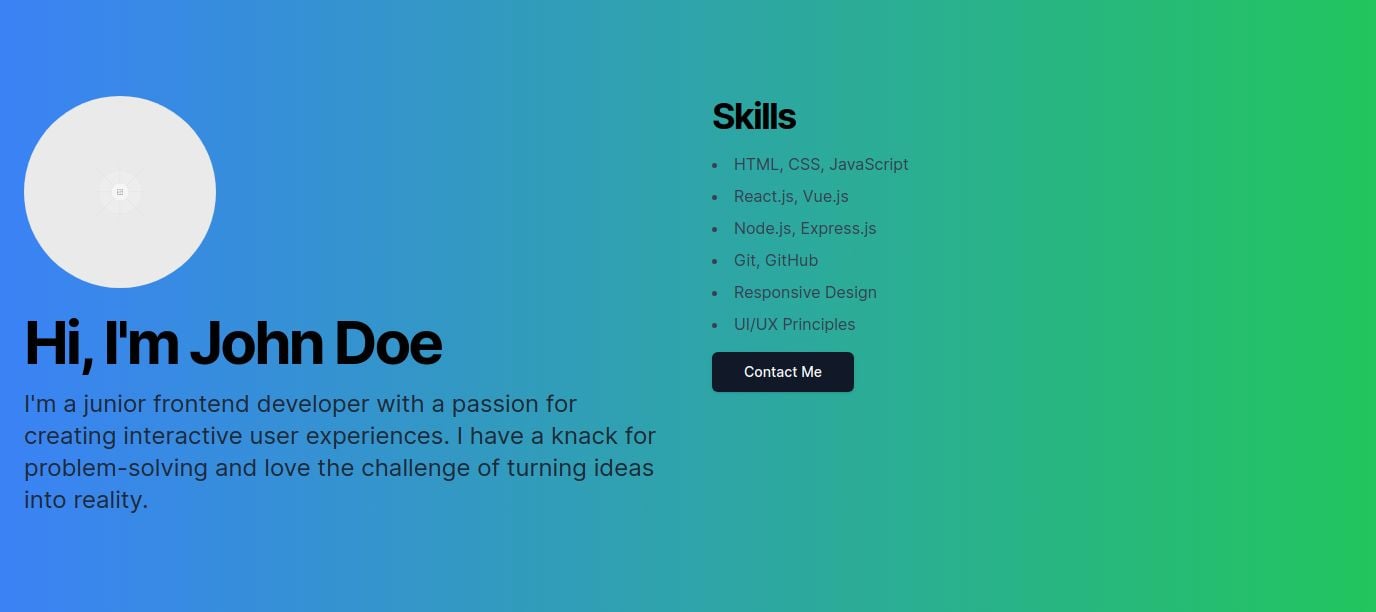 Hi, I'm John Doe
I'm a junior frontend developer with a passion for
creating interactive user experiences. I have a knack for
problem-solving and love the challenge of turning ideas
into reality.
Skills
HTML, CSS, JavaScript
React.js, Vue.js
Node.js, Express.js
Git, GitHub
Responsive Design
UI/UX Principles
Contact Me